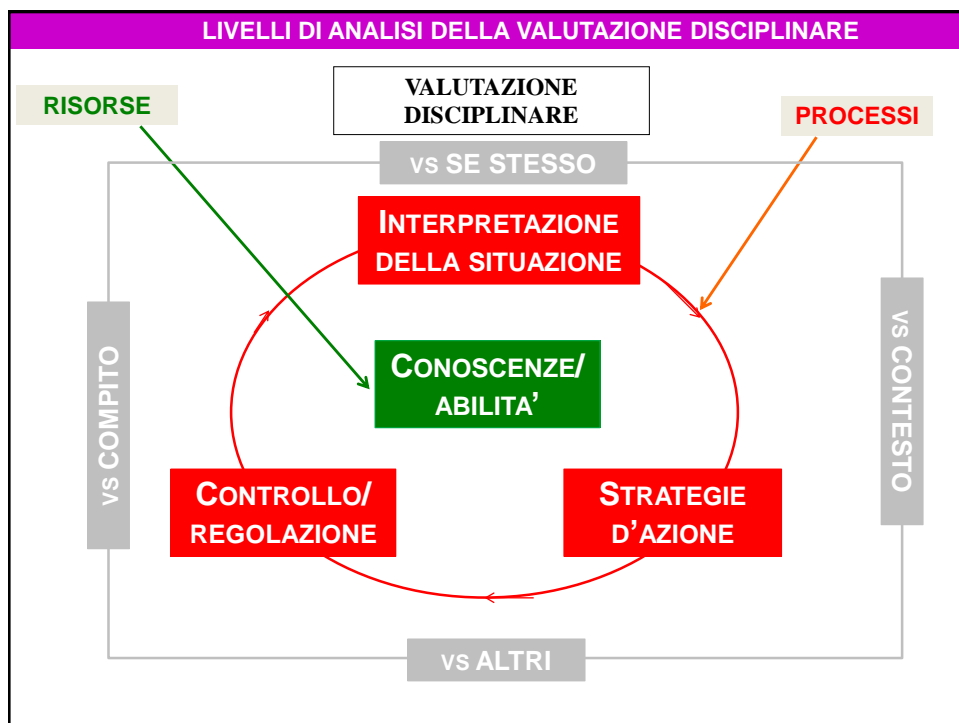 LIVELLI DI ANALISI DELLA VALUTAZIONE DISCIPLINARE
VALUTAZIONE
DISCIPLINARE
RISORSE
PROCESSI
VS SE STESSO
INTERPRETAZIONE
DELLA SITUAZIONE
VS COMPITO
VS CONTESTO
CONOSCENZE/
ABILITA’
CONTROLLO/
REGOLAZIONE
STRATEGIE
D’AZIONE
VS ALTRI